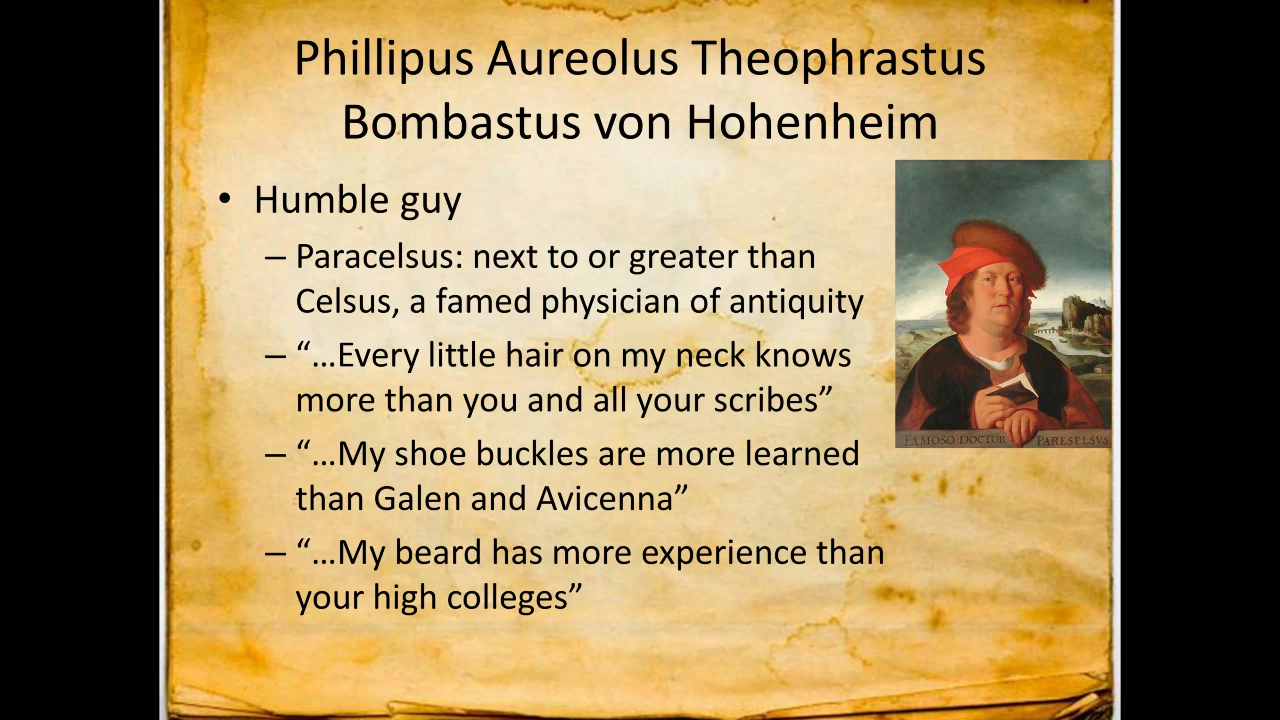 Phillipus Aureolus Theophrastus
Bombastus von Hohenheim
• Humble guy
– Paracelsus: next to or greater than
Celsus, a famed physician of antiquity
– “…Every little hair on my neck knows
more than you and all your scribes”
– “…My shoe buckles are more learned
than Galen and Avicenna”
– “…My beard has more experience than
your high colleges”
FAMOSO DOCTOR PARESELSVS